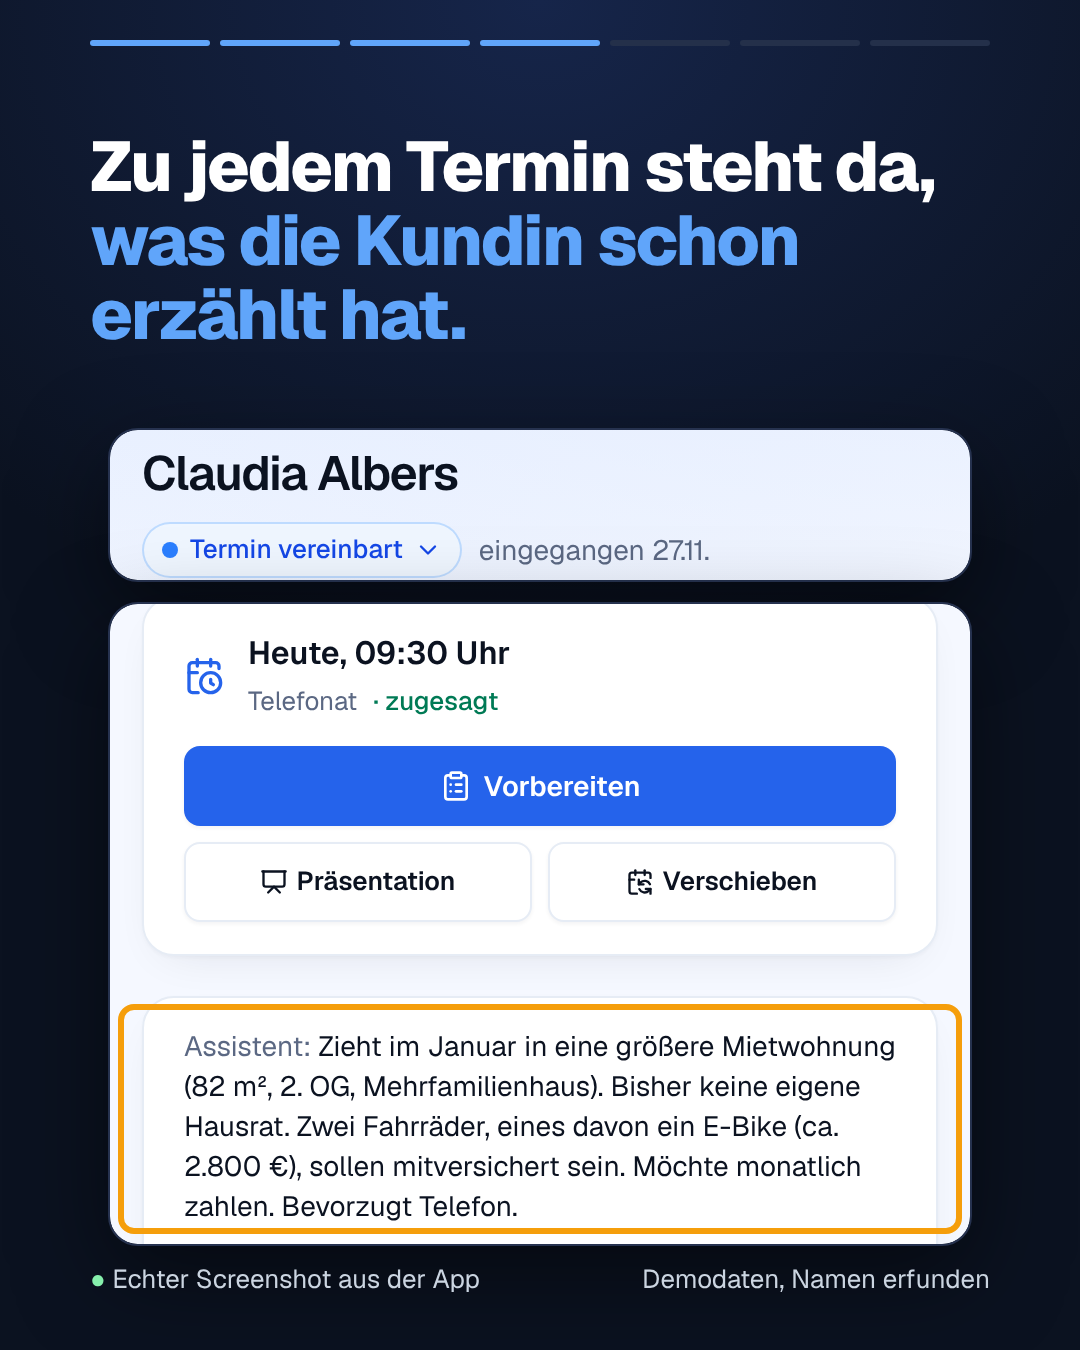 Zu jedem Termin steht da,
was die Kundin schon
erzählt hat.
Claudia Albers
Termin vereinbart
eingegangen 27.11.
Heute, 09:30 Uhr
Telefonat · zugesagt
Vorbereiten
Präsentation
Verschieben
Assistent: Zieht im Januar in eine größere Mietwohnung
(82 m², 2. OG, Mehrfamilienhaus). Bisher keine eigene
Hausrat. Zwei Fahrräder, eines davon ein E-Bike (ca.
2.800 €), sollen mitversichert sein. Möchte monatlich
zahlen. Bevorzugt Telefon.
Echter Screenshot aus der App
Demodaten, Namen erfunden